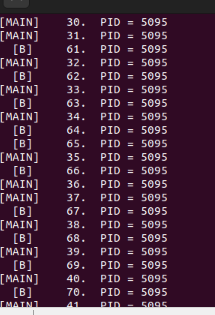 [MAIN] 30. PID = 5095
[MAIN] 31. PID = 5095
[B] 61. PID = 5095
[MAIN] 32. PID = 5095
[B] 62. PID = 5095
[MAIN] 33. PID = 5095
[B] 63. PID = 5095
[MAIN] 34. PID = 5095
[B] 64. PID = 5095
[B] 65. PID = 5095
[MAIN] 35. PID = 5095
[B] 66. PID = 5095
[MAIN] 36. PID = 5095
[MAIN] 37. PID = 5095
[B] 67. PID = 5095
[MAIN] 38. PID = 5095
[B] 68. PID = 5095
[MAIN] 39. PID = 5095
[B] 69. PID = 5095
[MAIN] 40. PID = 5095
[B] 70. PID = 5095
[MAIN] 41. PID = 5095